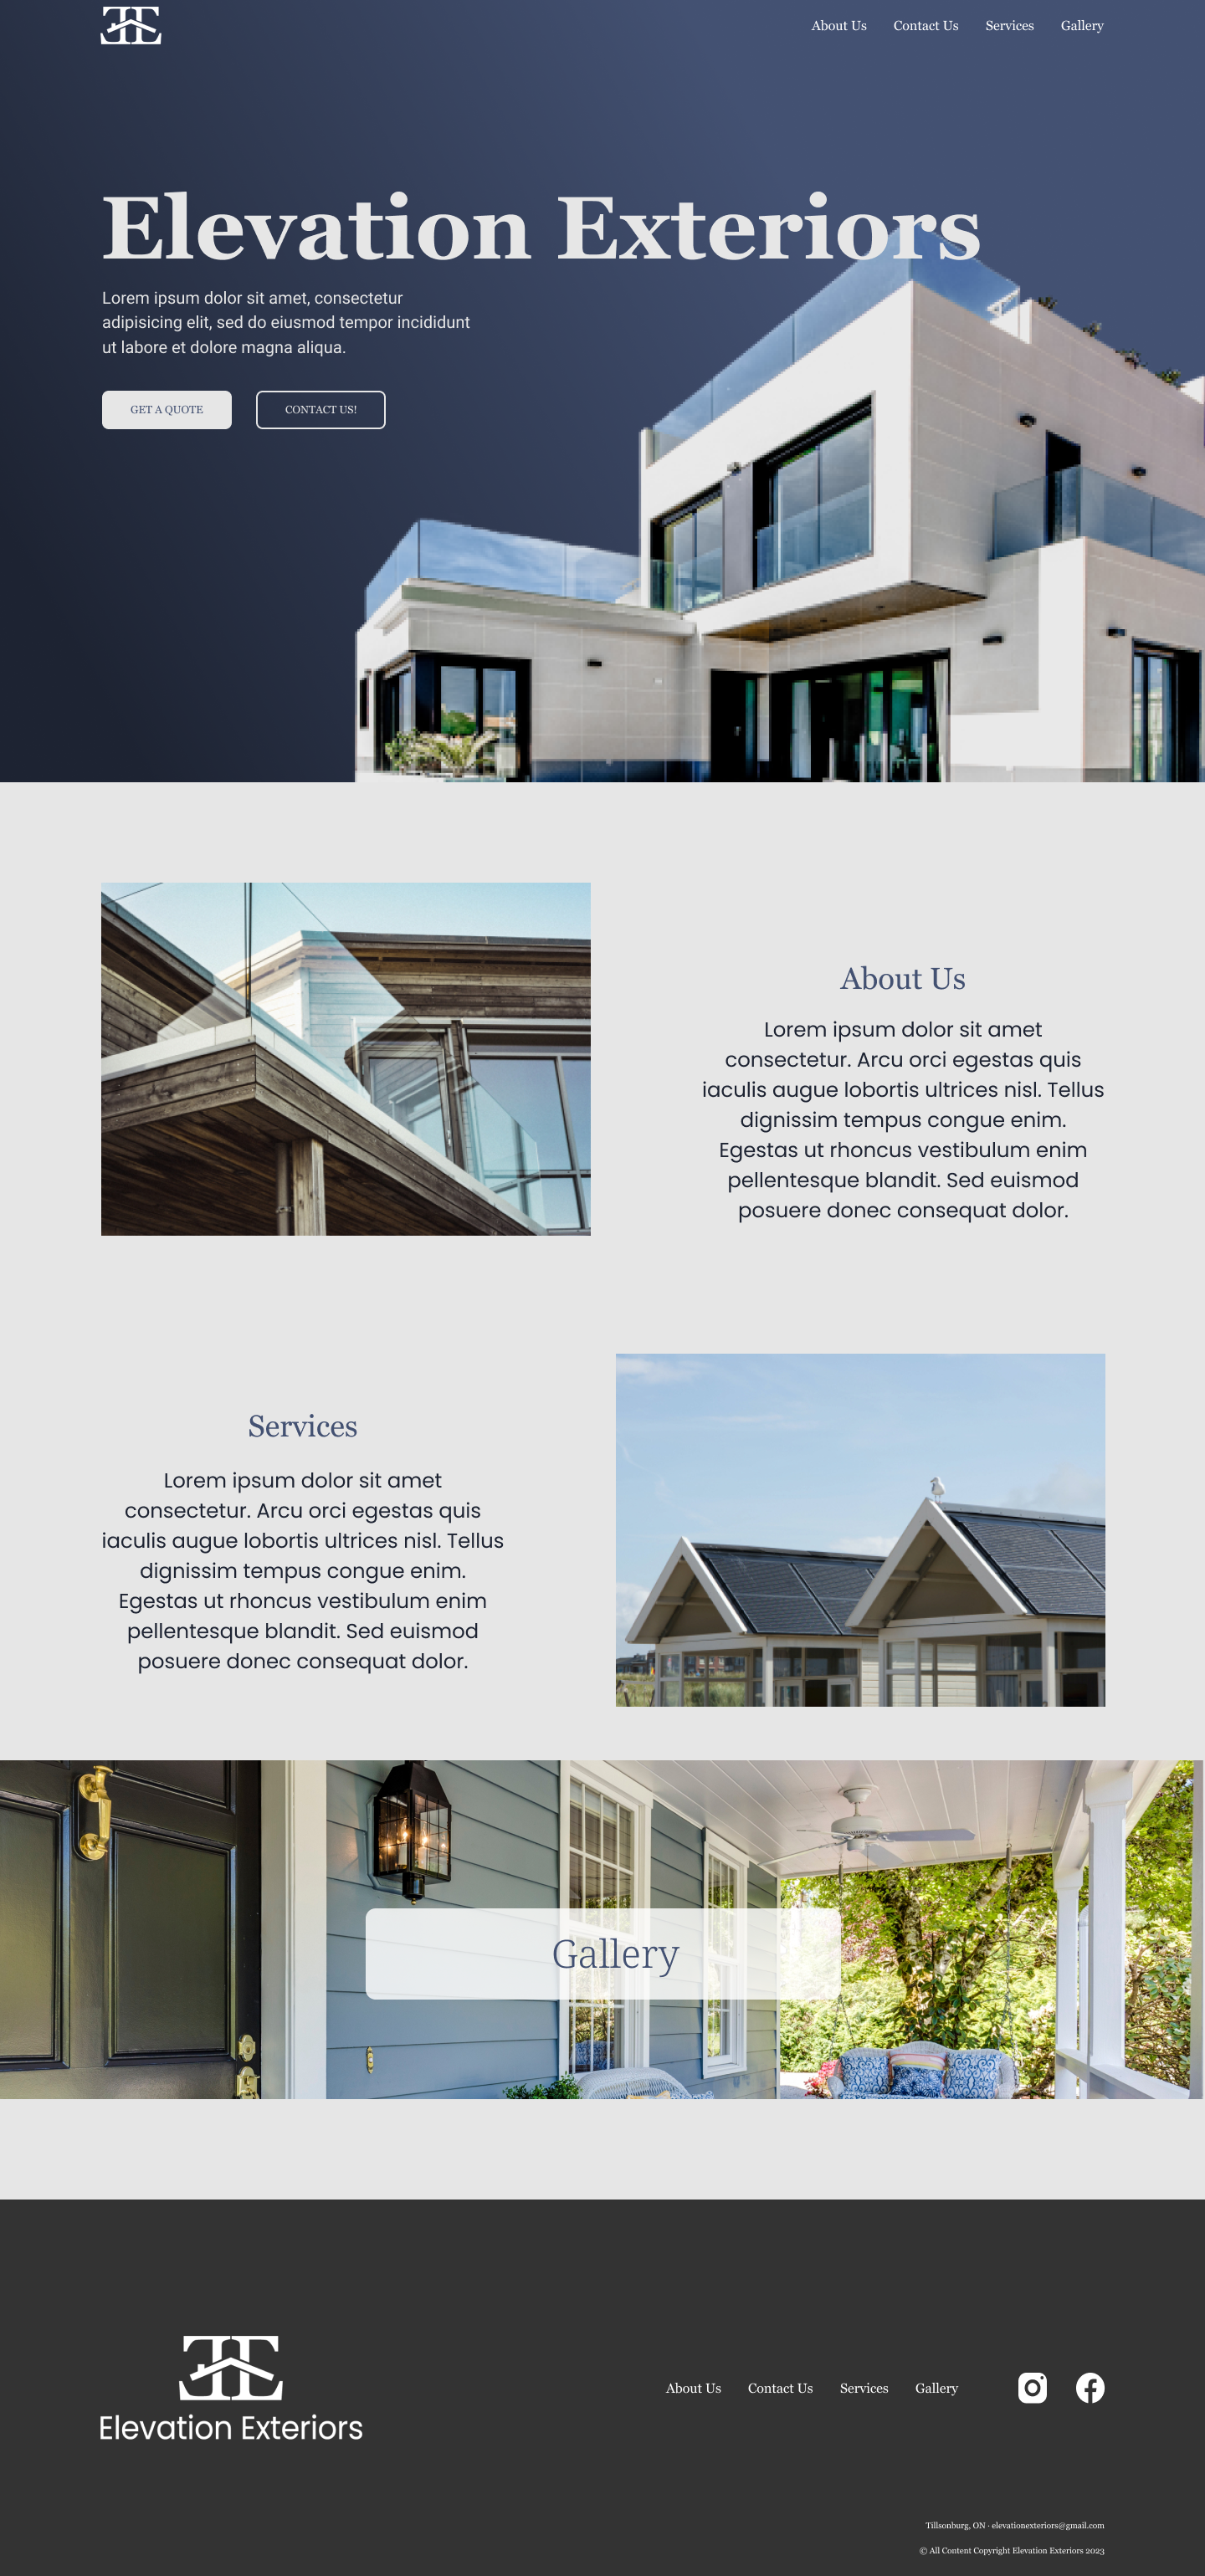 About Us Contact Us Services Gallery
Elevation Exteriors
Lorem ipsum dolor sit amet, consectetur
adipisicing elit, sed do eiusmod tempor incididunt
ut labore et dolore magna aliqua.
GET A QUOTE CONTACT US!
About Us
Lorem ipsum dolor sit amet
consectetur. Arcu orci egestas quis
iaculis augue lobortis ultrices nisl. Tellus
dignissim tempus congue enim.
Egestas ut rhoncus vestibulum enim
pellentesque blandit. Sed euismod
posuere donec consequat dolor.
Services
Lorem ipsum dolor sit amet
consectetur. Arcu orci egestas quis
iaculis augue lobortis ultrices nisl. Tellus
dignissim tempus congue enim.
Egestas ut rhoncus vestibulum enim
pellentesque blandit. Sed euismod
posuere donec consequat dolor.
Gallery
Elevation Exteriors
About Us Contact Us Services Gallery
Tillsonburg, ON · elevationexteriors@gmail.com
© All Content Copyright Elevation Exteriors 2023